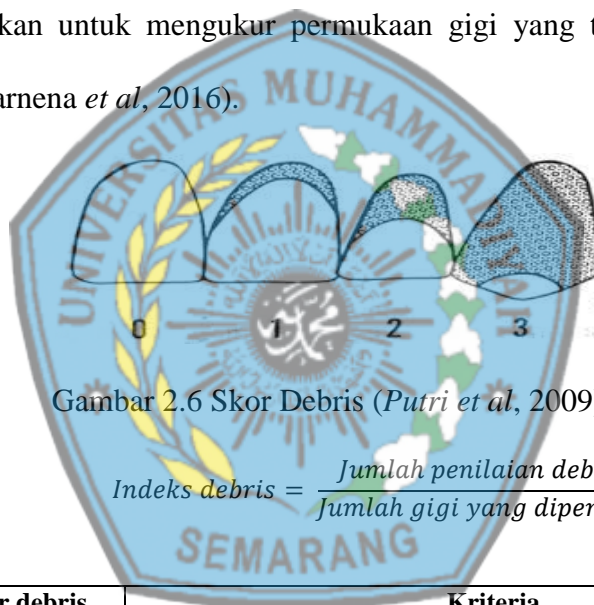 kan untuk mengukur permukaan gigi yang t
arnena et al, 2016).
UNIVERSITAS MUHAMMADIYAH
0 1 2 3
Gambar 2.6 Skor Debris (Putri et al, 2009
Indeks debris = Jumlah penilaian deb
Jumlah gigi yang diper
SEMARANG
r debris Kriteria